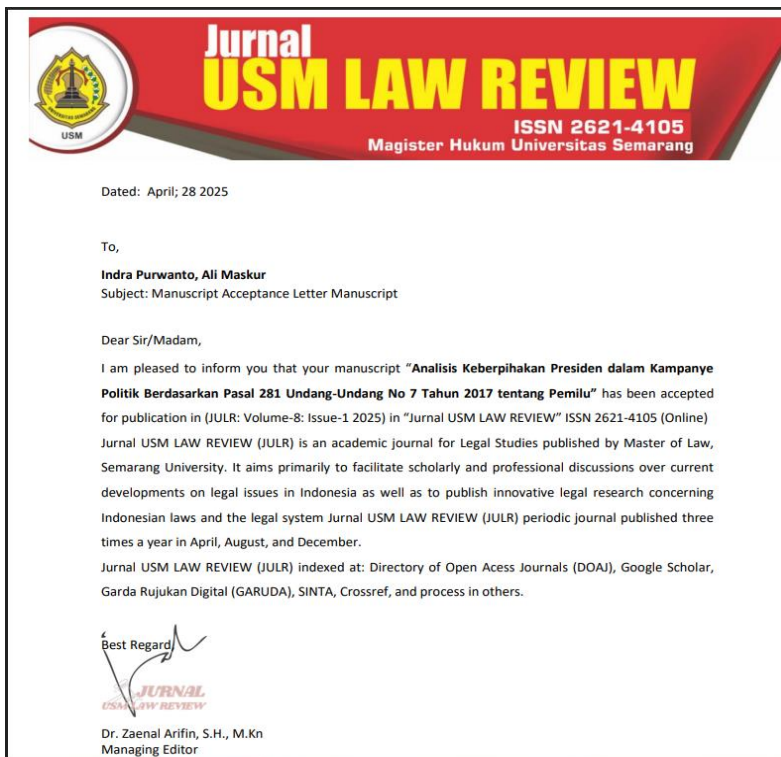 Jurnal
USM LAW REVIEW
ISSN 2621-4105
Magister Hukum Universitas Semarang
USM
Dated: April; 28 2025
To,
Indra Purwanto, Ali Maskur
Subject: Manuscript Acceptance Letter Manuscript
Dear Sir/Madam,
I am pleased to inform you that your manuscript “Analisis Keberpihakan Presiden dalam Kampanye
Politik Berdasarkan Pasal 281 Undang-Undang No 7 Tahun 2017 tentang Pemilu” has been accepted
for publication in (JULR: Volume-8: Issue-1 2025) in “Jurnal USM LAW REVIEW” ISSN 2621-4105 (Online)
Jurnal USM LAW REVIEW (JULR) is an academic journal for Legal Studies published by Master of Law,
Semarang University. It aims primarily to facilitate scholarly and professional discussions over current
developments on legal issues in Indonesia as well as to publish innovative legal research concerning
Indonesian laws and the legal system Jurnal USM LAW REVIEW (JULR) periodic journal published three
times a year in April, August, and December.
Jurnal USM LAW REVIEW (JULR) indexed at: Directory of Open Acess Journals (DOAJ), Google Scholar,
Garda Rujukan Digital (GARUDA), SINTA, Crossref, and process in others.
Best Regard,
JURNAL
USM LAW REVIEW
Dr. Zaenal Arifin, S.H., M.Kn
Managing Editor